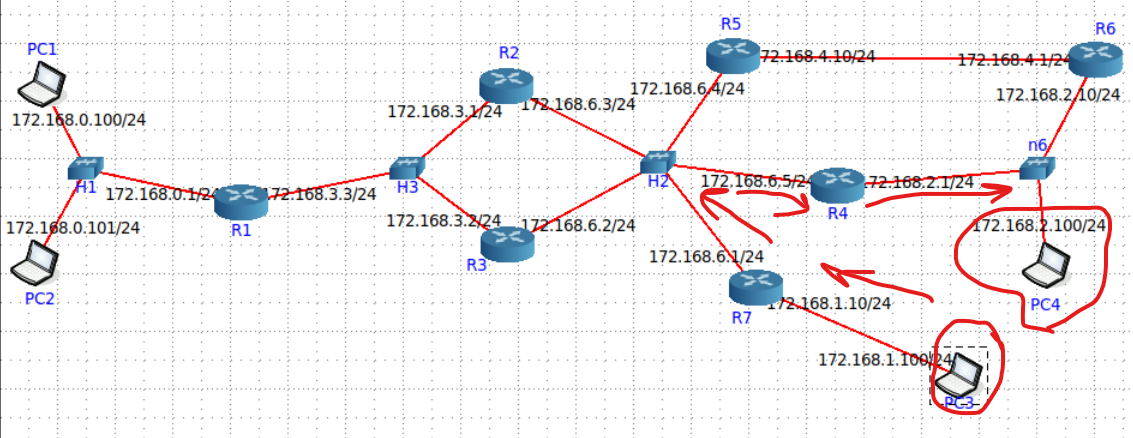 PC1
172.168.0.100/24
H1
172.168.0.1/24
172.168.0.101/24
PC2
R1
172.168.3.3/24
R2
172.168.3.1/24
172.168.6.3/24
H3
172.168.3.2/24
172.168.6.2/24
R3
R5
172.168.4.10/24
172.168.6.4/24
H2
172.168.6.5/24
R4
172.168.2.1/24
172.168.6.1/24
R7
172.168.1.10/24
172.168.1.100/24
PC3
R6
172.168.4.1/24
172.168.2.10/24
n6
172.168.2.100/24
PC4